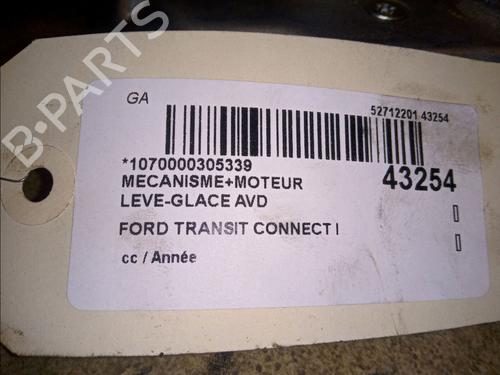 B-PARTS
GA
52712201 43254
*1070000305339
43254
MECANISME+MOTEUR
LEVE-GLACE AVD
FORD TRANSIT CONNECT I
cc / Année